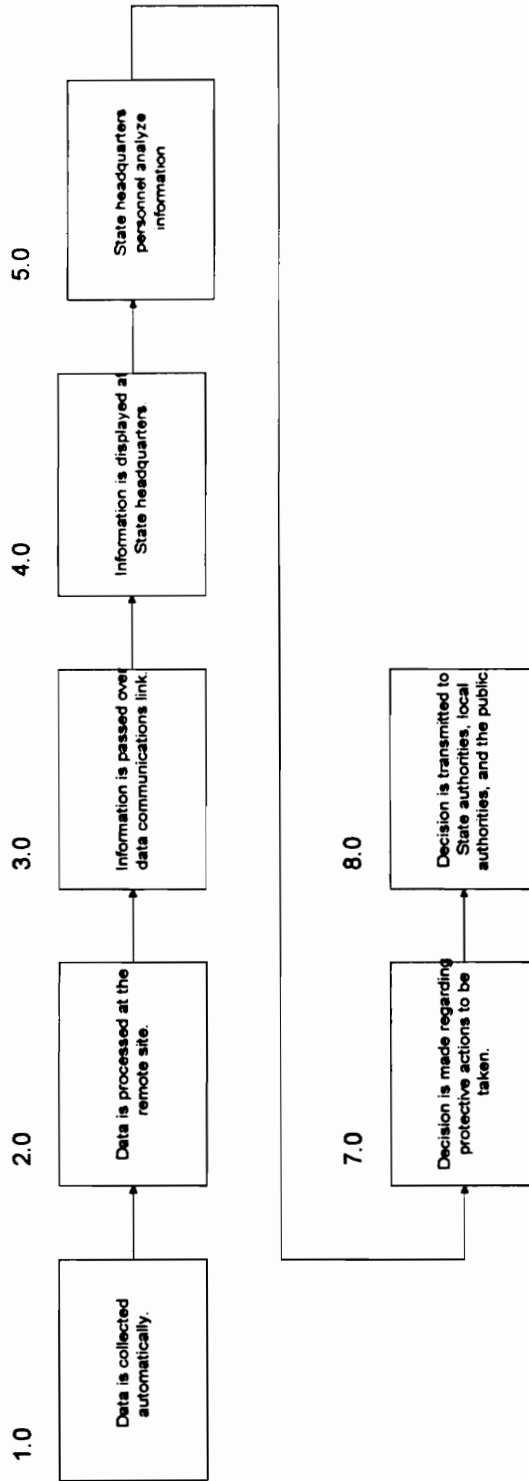 1.0
Data is collected
automatically.
2.0
Data is processed at the
remote site.
3.0
Information is passed over
data communications link.
4.0
Information is displayed at
State headquarters.
5.0
State headquarters
personnel analyze
information
7.0
Decision is made regarding
protective actions to be
taken.
8.0
Decision is transmitted to
State authorities, local
authorities, and the public.